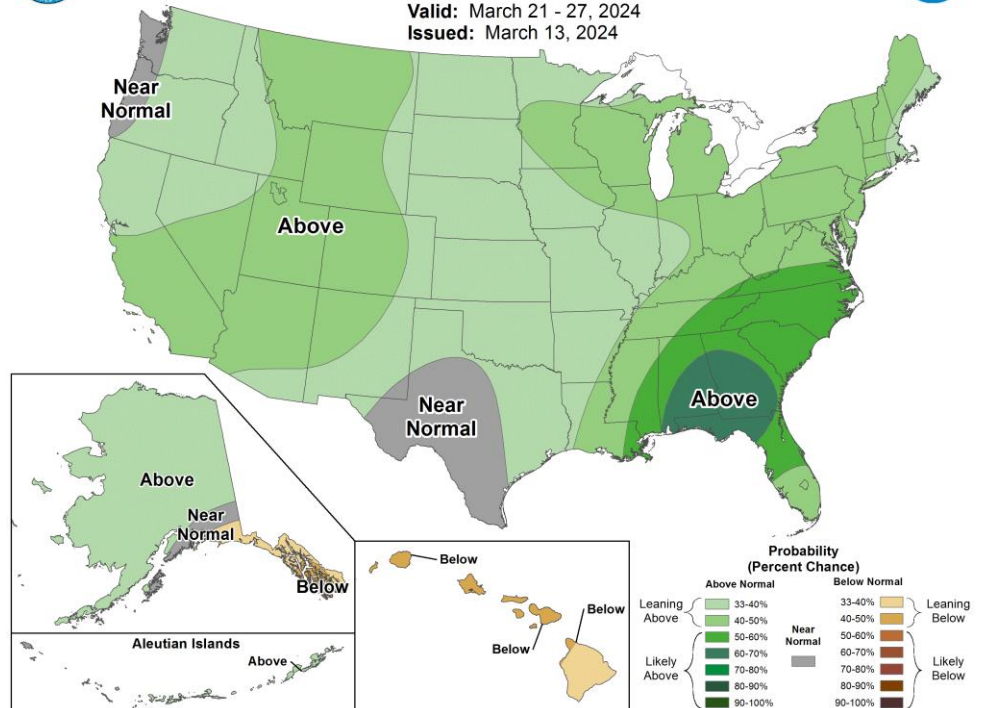 Valid: March 21 - 27, 2024
Issued: March 13, 2024
Near
Normal
Above
Near
Normal
Above
Above
Near
Normal
Below
Aleutian Islands
Above
Below
Below
Below
Probability
(Percent Chance)
Above Normal
Below Normal
Leaning
Above
33-40%
40-50%
Likely
Above
50-60%
60-70%
70-80%
80-90%
90-100%
Near
Normal
33-40%
40-50%
Leaning
Below
50-60%
60-70%
70-80%
80-90%
90-100%
Likely
Below